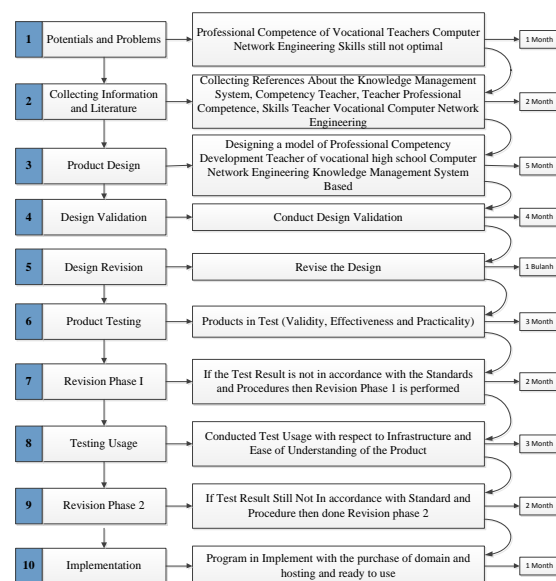 1
Potentials and Problems
Professional Competence of Vocational Teachers Computer
Network Engineering Skills still not optimal
1 Month
2
Collecting Information
and Literature
Collecting References About the Knowledge Management
System, Competency Teacher, Teacher Professional
Competence, Skills Teacher Vocational Computer Network
Engineering
2 Month
3
Product Design
Designing a model of Professional Competency
Development Teacher of vocational high school Computer
Network Engineering Knowledge Management System
Based
5 Month
4
Design Validation
Conduct Design Validation
4 Month
5
Design Revision
Revise the Design
1 Bulanh
6
Product Testing
Products in Test (Validity, Effectiveness and Practicality)
3 Month
7
Revision Phase I
If the Test Result is not in accordance with the Standards
and Procedures then Revision Phase 1 is performed
2 Month
8
Testing Usage
Conducted Test Usage with respect to Infrastructure and
Ease of Understanding of the Product
3 Month
9
Revision Phase 2
If Test Result Still Not In accordance with Standard and
Procedure then done Revision phase 2
2 Month
10
Implementation
Program in Implement with the purchase of domain and
hosting and ready to use
1 Month